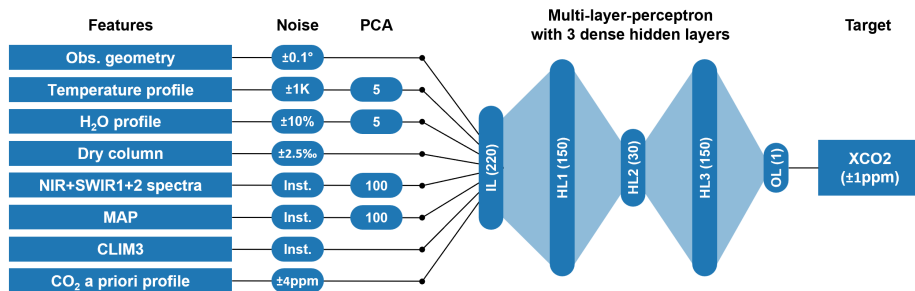 Features Noise PCA Multi-layer-perceptron
with 3 dense hidden layers Target
Obs. geometry ±0.1°
Temperature profile ±1K 5
H₂O profile ±10% 5
Dry column ±2.5‰
NIR+SWIR1+2 spectra Inst. 100
MAP Inst. 100
CLIM3 Inst.
CO₂ a priori profile ±4ppm
IL (220)
HL1 (150)
HL2 (30)
HL3 (150)
OL (1)
XCO2
(±1ppm)